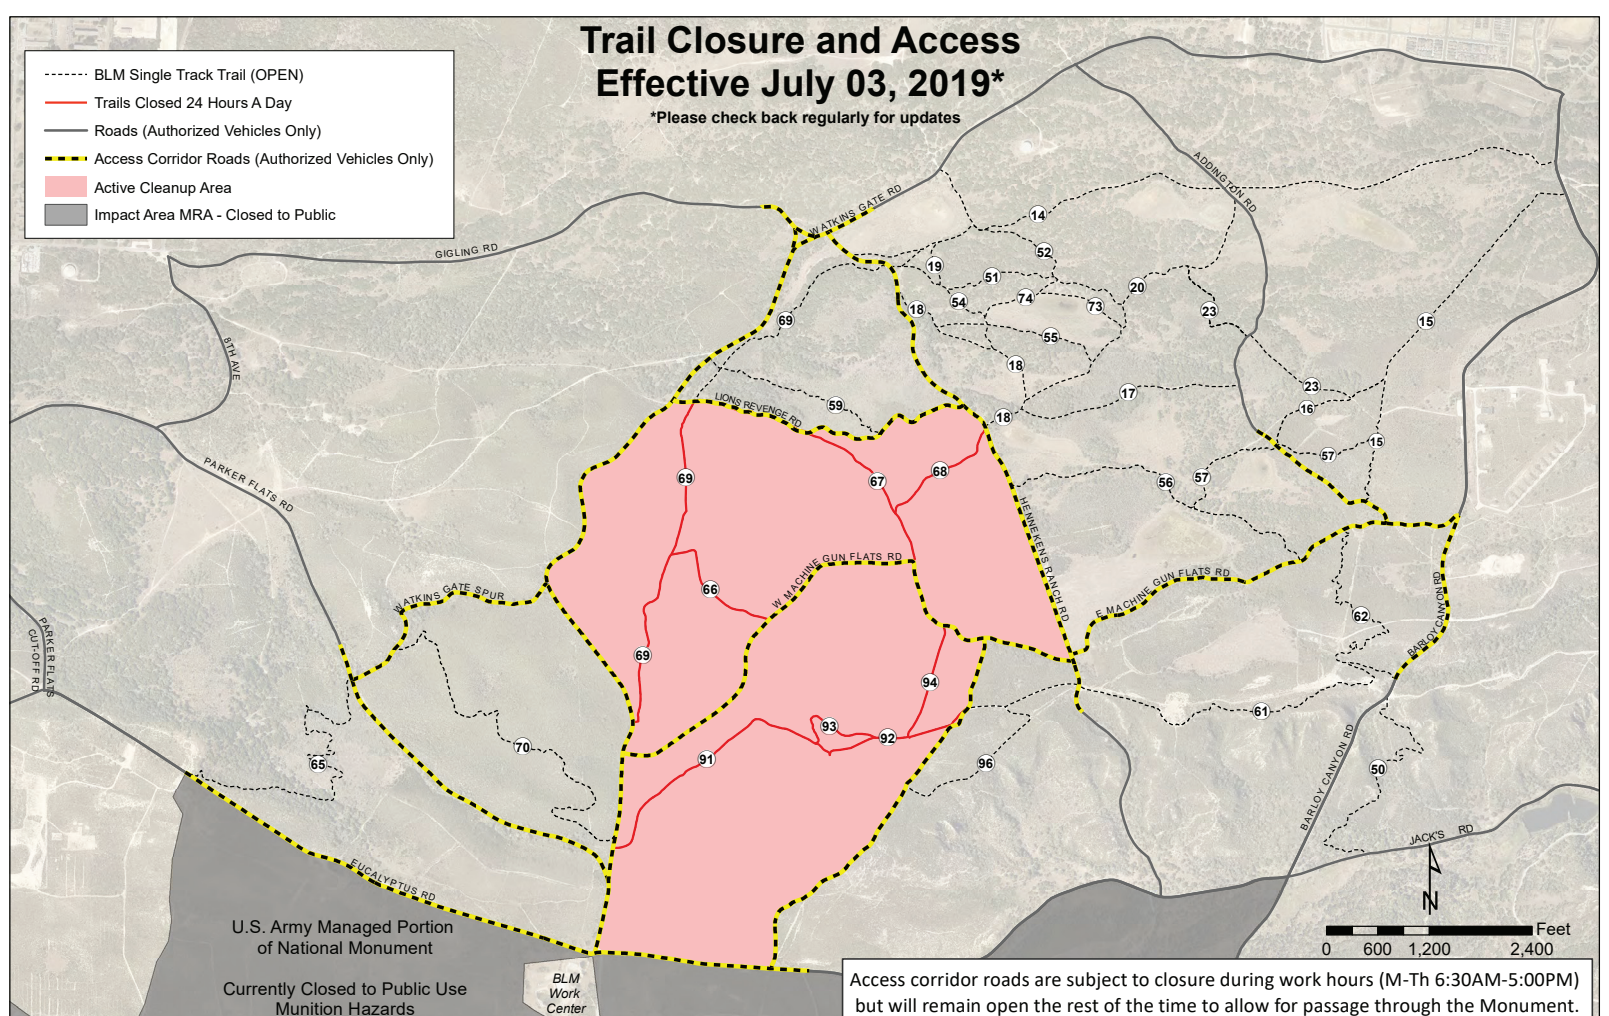 Trail Closure and Access
Effective July 03, 2019*
*Please check back regularly for updates
BLM Single Track Trail (OPEN)
Trails Closed 24 Hours A Day
Roads (Authorized Vehicles Only)
Access Corridor Roads (Authorized Vehicles Only)
Active Cleanup Area
Impact Area MRA - Closed to Public
ADDINGTON RD
WATKINS GATE RD
GIGLING RD
14
52
19
51
20
74
54
73
18
23
69
15
55
8TH AVE
18
23
17
LIONS REVENGE RD
59
16
18
15
57
PARKER FLATS RD
69
67
68
56
57
HENNEKENS RANCH RD
W MACHINE GUN FLATS RD
E MACHINE GUN FLATS RD
WATKINS GATE SPUR
66
62
BARLOY CANYON RD
PARKER FLATS
CUT-OFF RD
69
94
61
93
92
70
91
96
65
50
BARLOY CANYON RD
JACK'S RD
EUCALYPTUS RD
N
Feet
0 600 1,200 2,400
U.S. Army Managed Portion
of National Monument
Currently Closed to Public Use
Munition Hazards
BLM
Work
Center
Access corridor roads are subject to closure during work hours (M-Th 6:30AM-5:00PM)
but will remain open the rest of the time to allow for passage through the Monument.